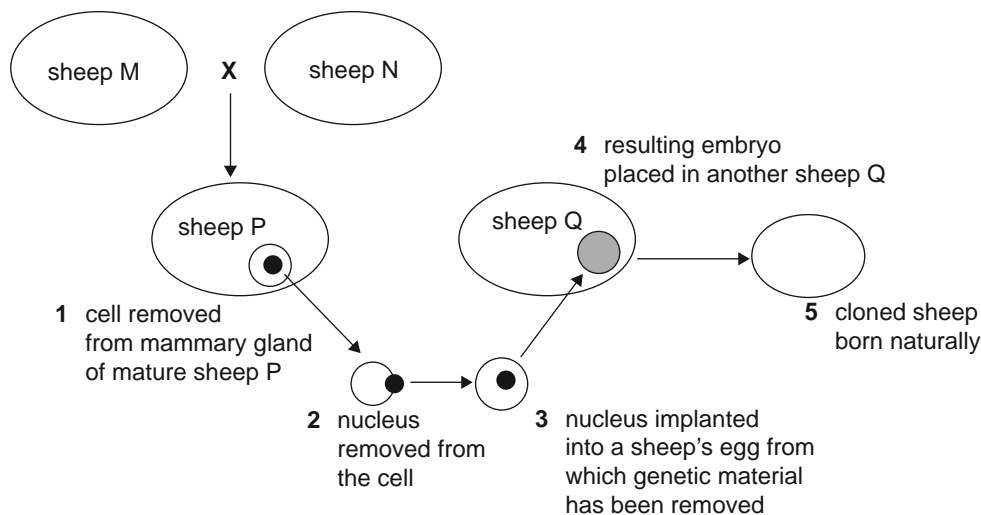 sheep M
X
sheep N
4 resulting embryo
placed in another sheep Q
sheep P
sheep Q
1 cell removed
from mammary gland
of mature sheep P
5 cloned sheep
born naturally
2 nucleus
removed from
the cell
3 nucleus implanted
into a sheep's egg from
which genetic material
has been removed